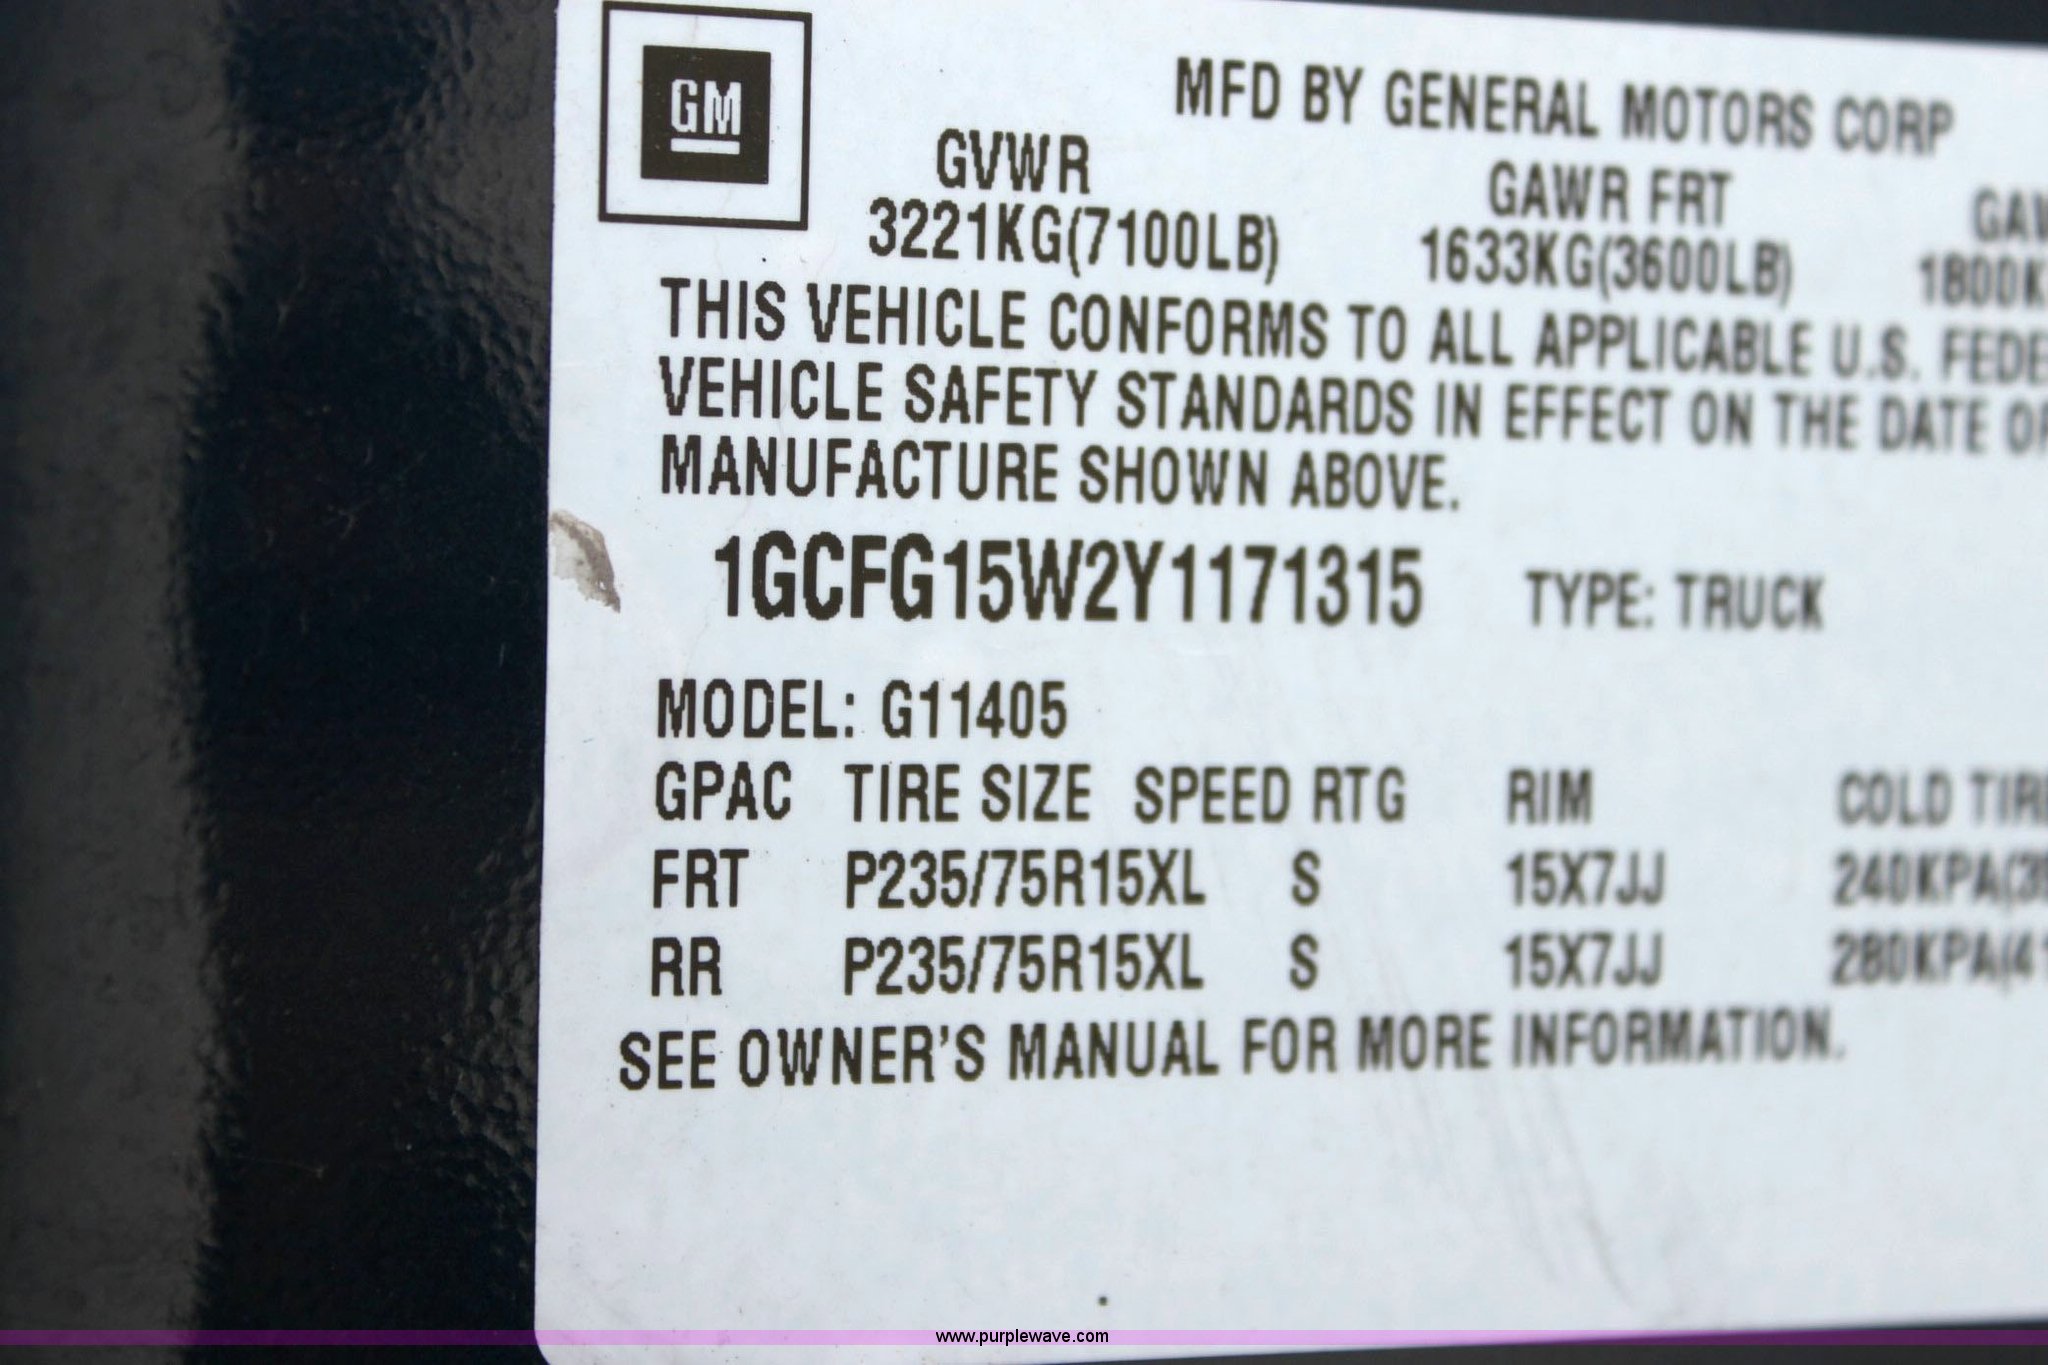 GM
MFD BY GENERAL MOTORS CORP
GVWR GAWR FRT
3221KG(7100LB) 1633KG(3600LB)
THIS VEHICLE CONFORMS TO ALL APPLICABLE U.S.
VEHICLE SAFETY STANDARDS IN EFFECT ON THE DATE
MANUFACTURE SHOWN ABOVE.
1GCFG15W2Y1171315 TYPE: TRUCK
MODEL: G11405
GPAC TIRE SIZE SPEED RTG RIM COLD
FRT P235/75R15XL S 15X7JJ
RR P235/75R15XL S 15X7JJ
SEE OWNER'S MANUAL FOR MORE INFORMATION.
www.purplewave.com